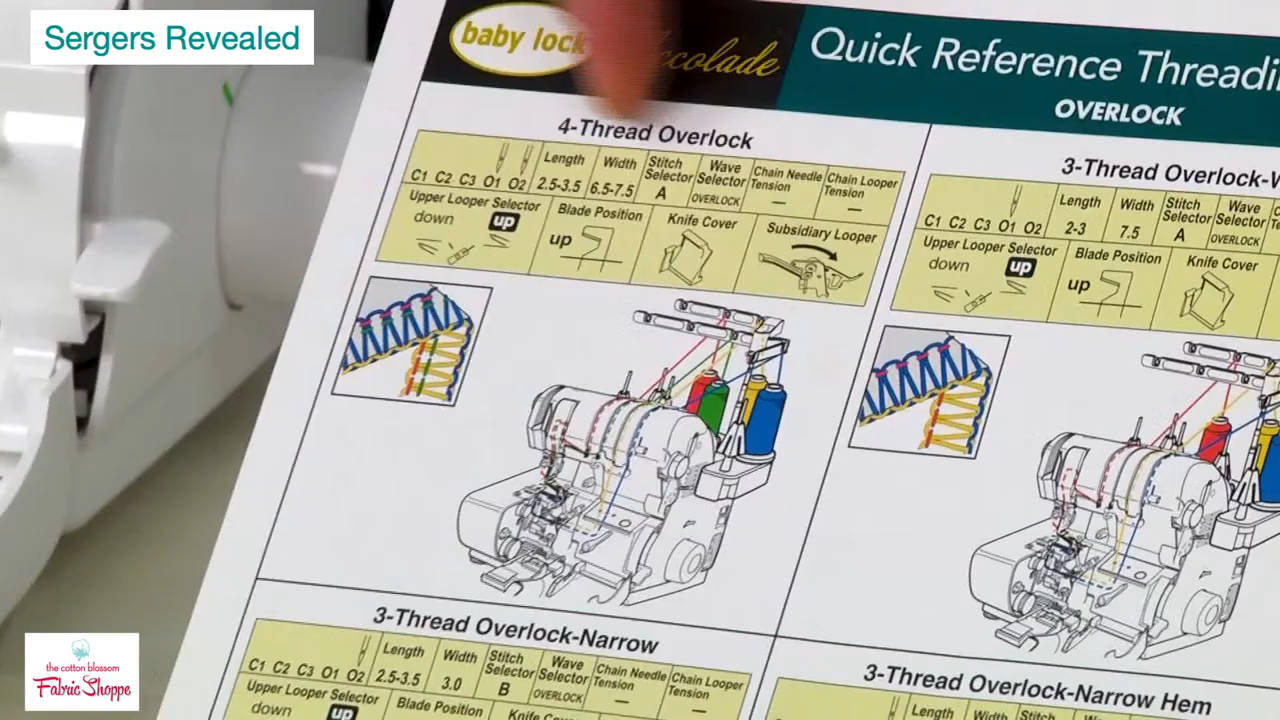 Sergers Revealed
baby lock
Quick Reference
OVERLOCK
4-Thread Overlock
C1 C2 C3 O1 O2
Length
2.5-3.5
Width
6.5-7.5
Stitch
Selector
A
Wave
Selector
OVERLOCK
Chain Needle
Tension
—
Chain Looper
Tension
—
Upper Looper Selector
down up
Blade Position
up
Knife Cover
Subsidiary Looper
3-Thread
C1 C2 C3 O1 O2
Length
2-3
Width
7.5
Stitch
Selector
A
Wave
Selector
OVERLOCK
Upper Looper Selector
down up
Blade Position
up
Knife Cover
3-Thread Overlock-Narrow
C1 C2 C3 O1 O2
Length
2.5-3.5
Width
3.0
Stitch
Selector
B
Wave
Selector
OVERLOCK
Chain Needle
Tension
—
Chain Looper
Tension
—
Upper Looper Selector
down up
Blade Position
3-Thread Overlock-Narrow Hem
Length
Width
Stitch
the cotton blossom
Fabric Shoppe